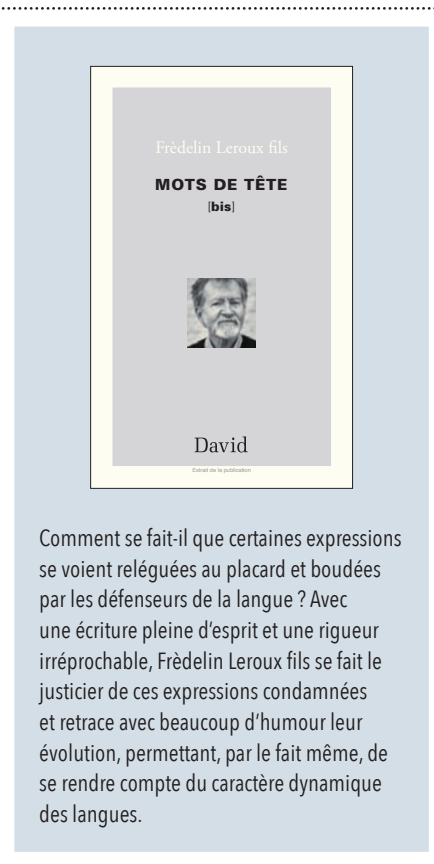 Frèdelin Leroux fils
MOTS DE TÊTE
[bis]
David
Extrait de la publication
Comment se fait-il que certaines expressions
se voient reléguées au placard et boudées
par les défenseurs de la langue ? Avec
une écriture pleine d’esprit et une rigueur
irréprochable, Frèdelin Leroux fils se fait le
justicier de ces expressions condamnées
et retrace avec beaucoup d’humour leur
évolution, permettant, par le fait même, de
se rendre compte du caractère dynamique
des langues.